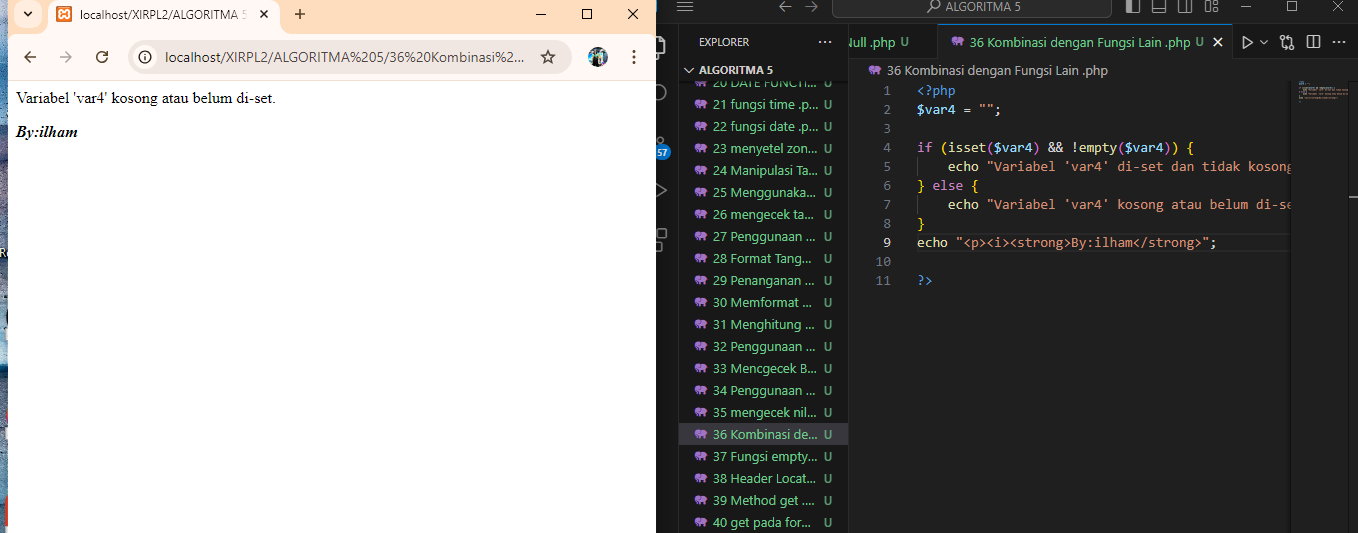 localhost/XIRPL2/ALGORITMA 5
localhost/XIRPL2/ALGORITMA%205/36%20Kombinasi%2...
Variabel 'var4' kosong atau belum di-set.
By:ilham
ALGORITMA 5
EXPLORER
Null .php U
36 Kombinasi dengan Fungsi Lain .php U
ALGORITMA 5
57
20 DATE FUNCTI... U
21 fungsi time .p... U
22 fungsi date .p... U
23 menyetel zon... U
24 Manipulasi Ta... U
25 Menggunaka... U
26 mengecek ta... U
27 Penggunaan ... U
28 Format Tang... U
29 Penanganan ... U
30 Memformat ... U
31 Menghitung ... U
32 Penggunaan ... U
33 Mencgecek B... U
34 Penggunaan ... U
35 mengecek nil... U
36 Kombinasi de... U
37 Fungsi empty... U
38 Header Locat... U
39 Method get .... U
40 get pada for... U
36 Kombinasi dengan Fungsi Lain .php
1 <?php
2 $var4 = "";
3
4 if (isset($var4) && !empty($var4)) {
5 echo "Variabel 'var4' di-set dan tidak kosong
6 } else {
7 echo "Variabel 'var4' kosong atau belum di-se
8 }
9 echo "<p><i><strong>By:ilham</strong>";
10
11 ?>